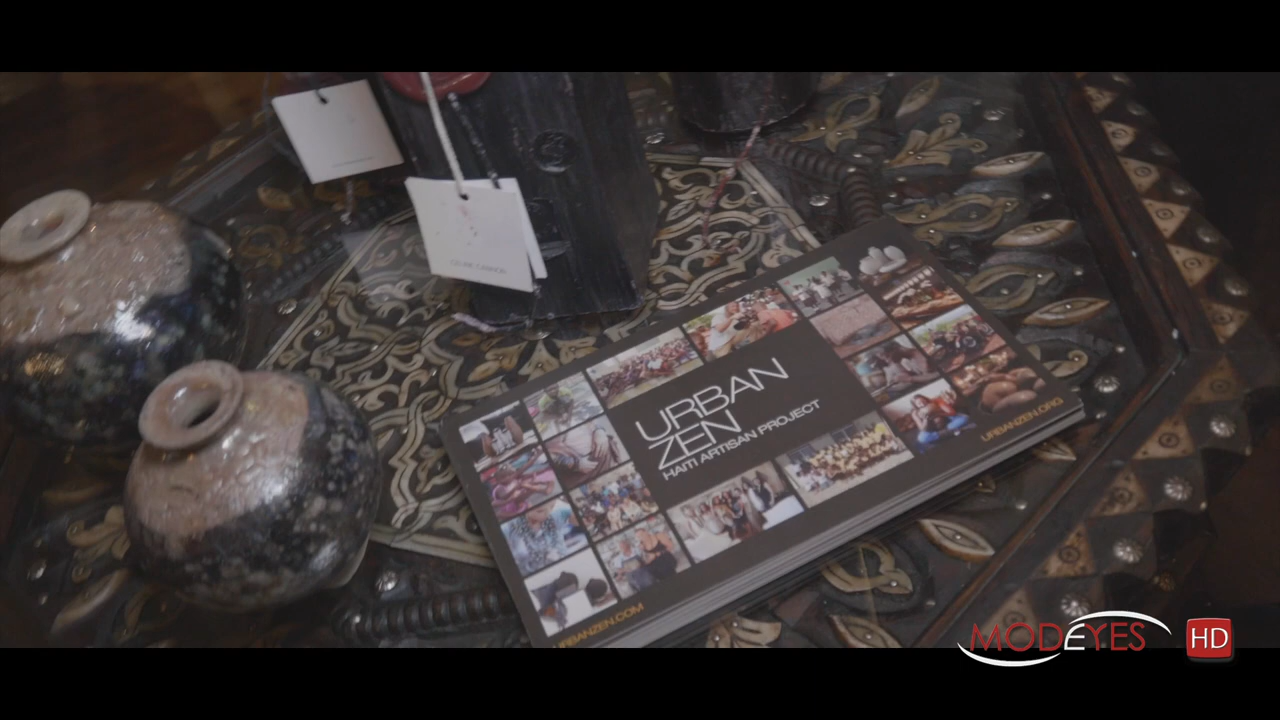 URBAN
ZEN
HAITI ARTISAN PROJECT
URBANZEN.ORG
URBANZEN.COM
MODEYES
HD